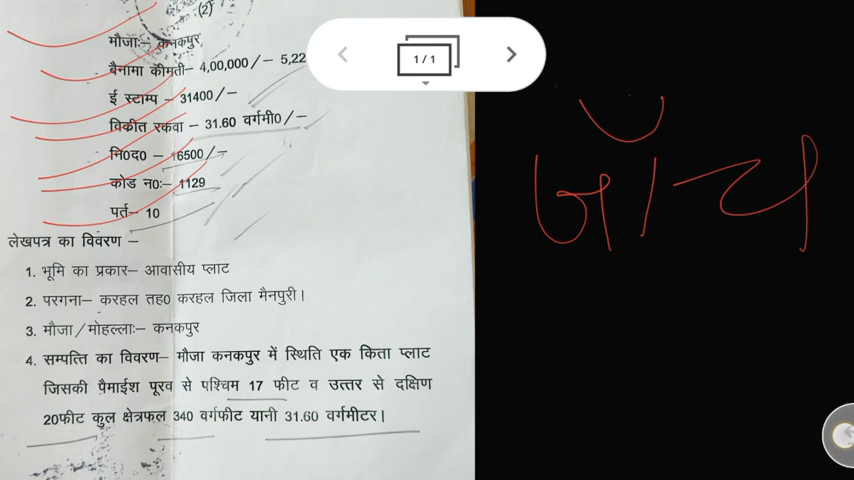 (2)
मौजाः- कनकपुर
बैनामा कीमती- 4,00,000/- 5,22
ई स्टाम्प - 31400/-
विकीत रकवा - 31.60 वर्गमी0/-
नि0द0 - 16500/-
कोड न0:- 1129
पर्त- 10
लेखपत्र का विवरण -
1. भूमि का प्रकार- आवासीय प्लाट
2. परगना- करहल तह0 करहल जिला मैनपुरी।
3. मौजा/मोहल्लाः- कनकपुर
4. सम्पत्ति का विवरण- मौजा कनकपुर में स्थिति एक किता प्लाट
जिसकी पैमाईश पूरव से पश्चिम 17 फीट व उत्तर से दक्षिण
20फीट कुल क्षेत्रफल 340 वर्गफीट यानी 31.60 वर्गमीटर।
1 / 1